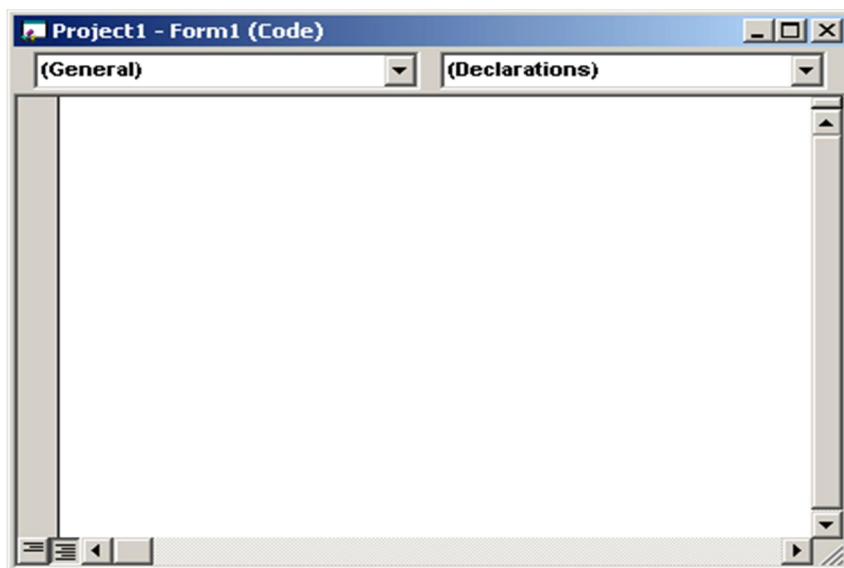 Project1 - Form1 (Code)
(General)
(Declarations)